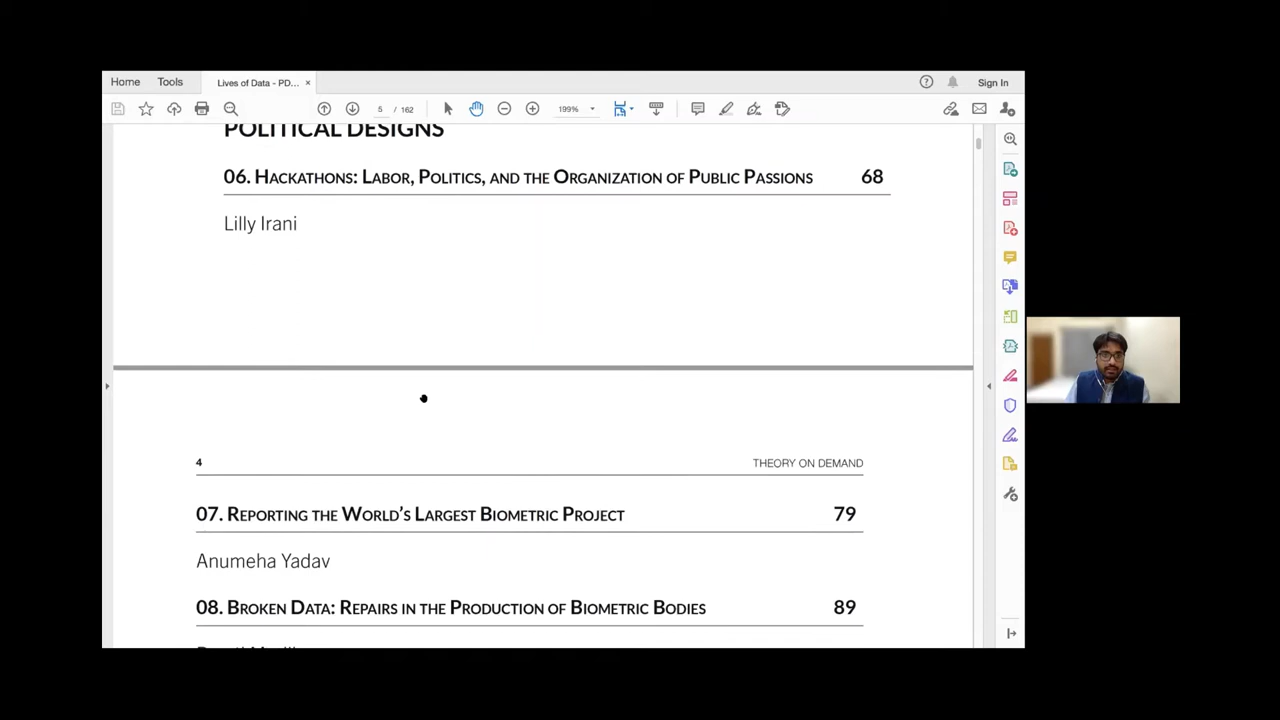 Home Tools Lives of Data - PD... × Sign In
5 / 162 199%
POLITICAL DESIGNS
06. HACKATHONS: LABOR, POLITICS, AND THE ORGANIZATION OF PUBLIC PASSIONS 68
Lilly Irani
4 THEORY ON DEMAND
07. REPORTING THE WORLD'S LARGEST BIOMETRIC PROJECT 79
Anumeha Yadav
08. BROKEN DATA: REPAIRS IN THE PRODUCTION OF BIOMETRIC BODIES 89